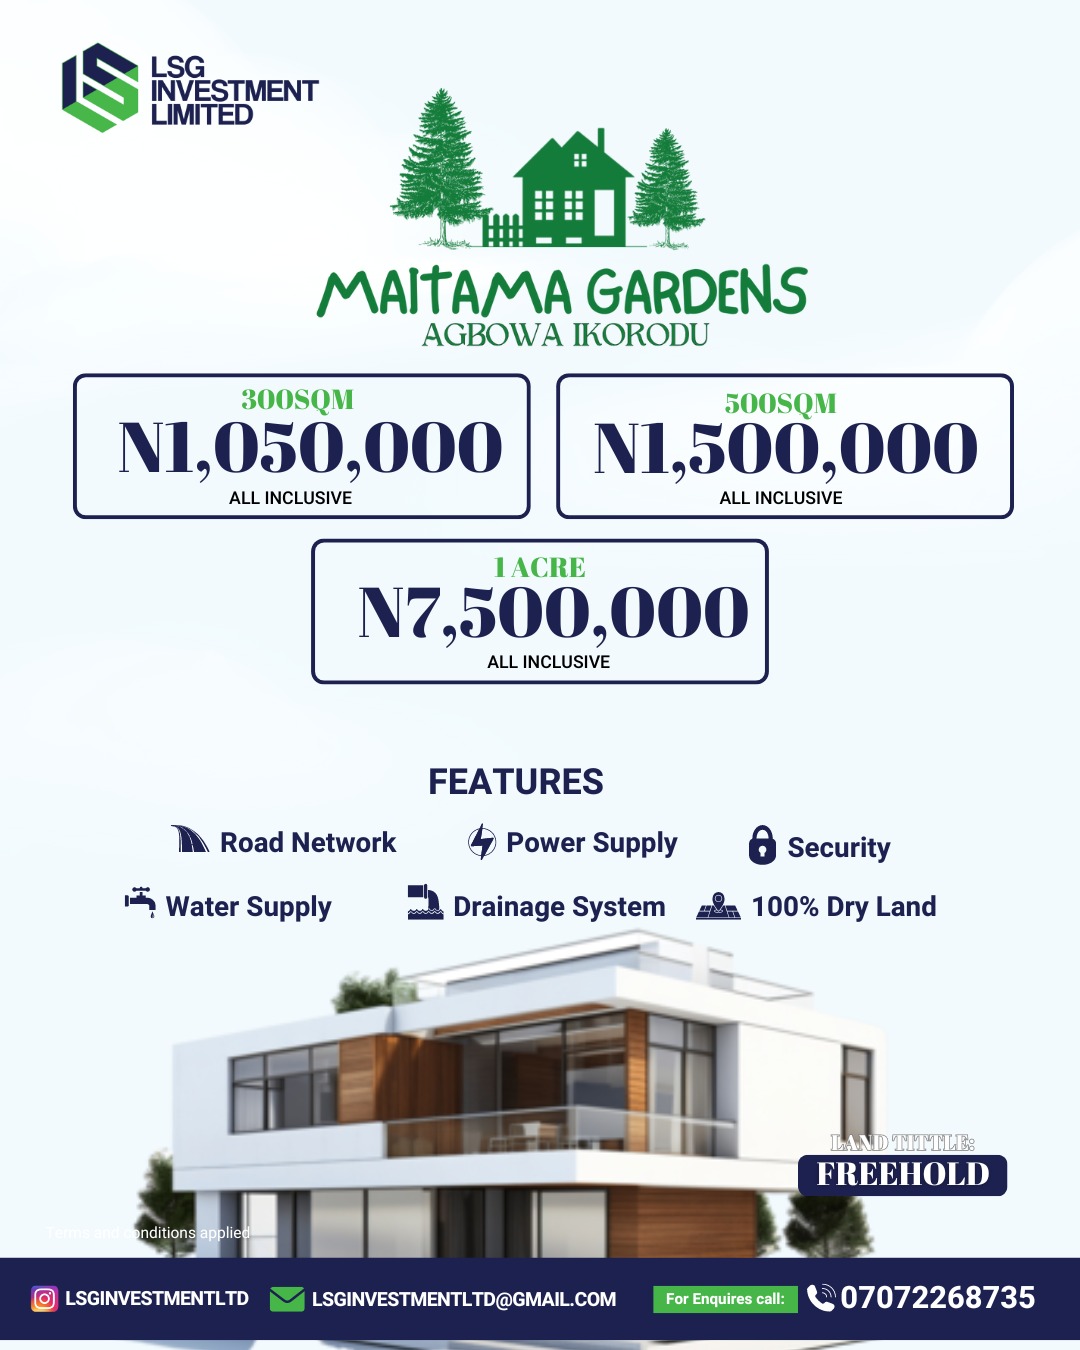 LSG
INVESTMENT
LIMITED
MAITAMA GARDENS
AGBOWA IKORODU
300SQM
N1,050,000
ALL INCLUSIVE
500SQM
N1,500,000
ALL INCLUSIVE
1 ACRE
N7,500,000
ALL INCLUSIVE
FEATURES
Road Network
Power Supply
Security
Water Supply
Drainage System
100% Dry Land
LAND TITTLE:
FREEHOLD
Terms and conditions applied
LSGINVESTMENTLTD
LSGINVESTMENTLTD@GMAIL.COM
For Enquires call:
07072268735